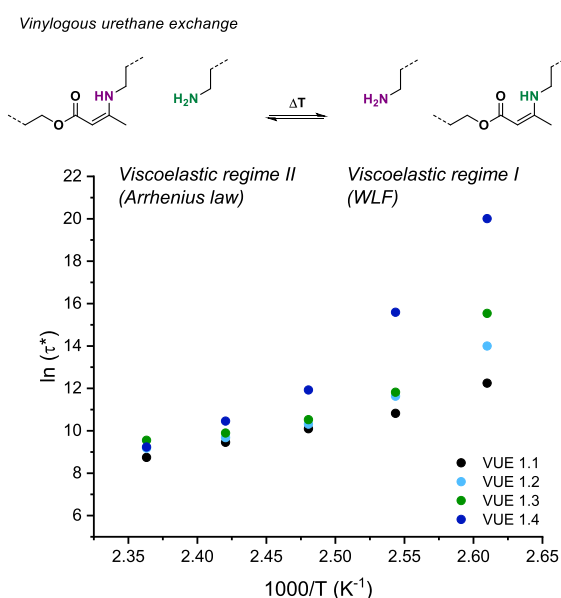 Vinylogous urethane exchange
O
HN
O
H₂N
ΔT
H₂N
O
HN
O
Viscoelastic regime II
(Arrhenius law)
Viscoelastic regime I
(WLF)
22
20
18
16
14
12
10
8
6
ln (τ*)
VUE 1.1
VUE 1.2
VUE 1.3
VUE 1.4
2.35 2.40 2.45 2.50 2.55 2.60 2.65
1000/T (K⁻¹)